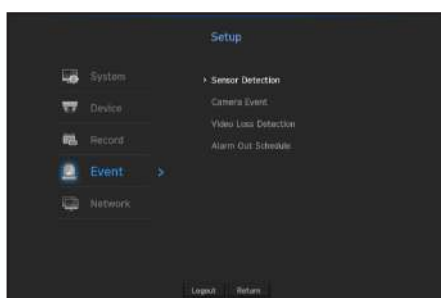 Setup
System
Device
Record
Event
Network
Sensor Detection
Camera Event
Video Loss Detection
Alarm Out Schedule
Logout Return